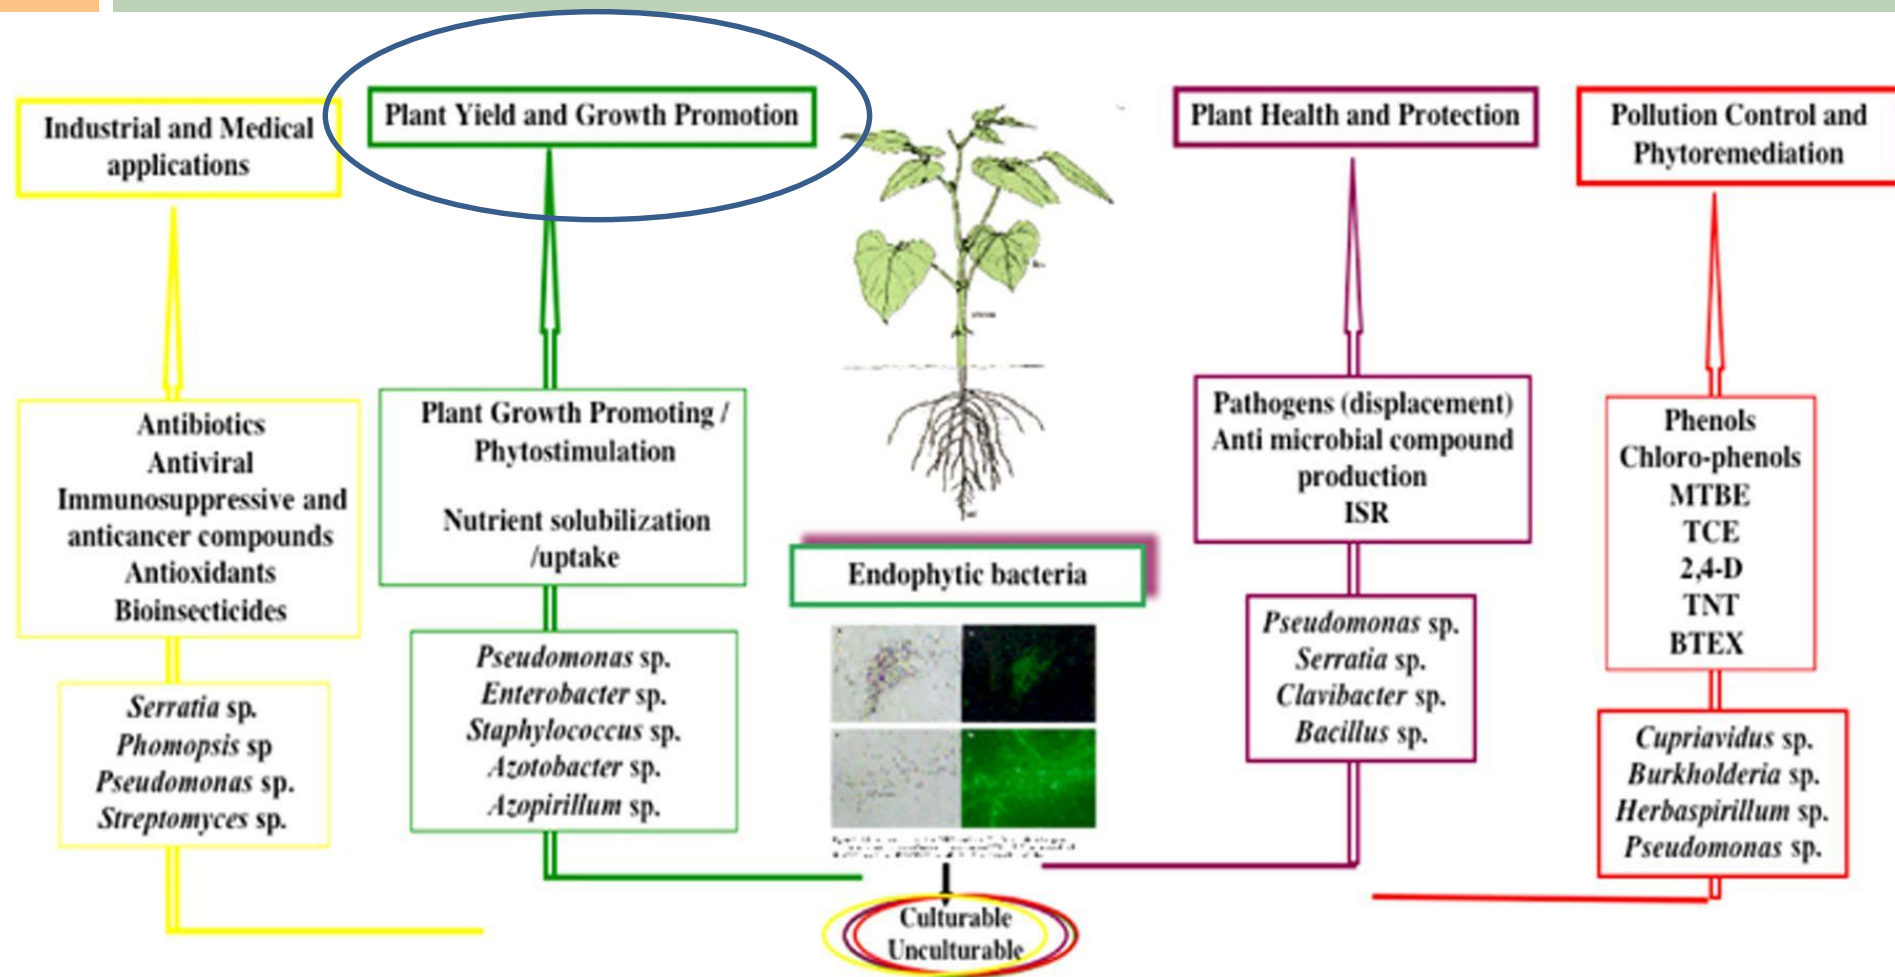 Industrial and Medical
applications
Antibiotics
Antiviral
Immunosuppressive and
anticancer compounds
Antioxidants
Bioinsecticides
Serratia sp.
Phomopsis sp
Pseudomonas sp.
Streptomyces sp.
Plant Yield and Growth Promotion
Plant Growth Promoting /
Phytostimulation
Nutrient solubilization
/uptake
Pseudomonas sp.
Enterobacter sp.
Staphylococcus sp.
Azotobacter sp.
Azopirillum sp.
Endophytic bacteria
Culturable
Unculturable
Plant Health and Protection
Pathogens (displacement)
Anti microbial compound
production
ISR
Pseudomonas sp.
Serratia sp.
Clavibacter sp.
Bacillus sp.
Pollution Control and
Phytoremediation
Phenols
Chloro-phenols
MTBE
TCE
2,4-D
TNT
BTEX
Cupriavidus sp.
Burkholderia sp.
Herbaspirillum sp.
Pseudomonas sp.